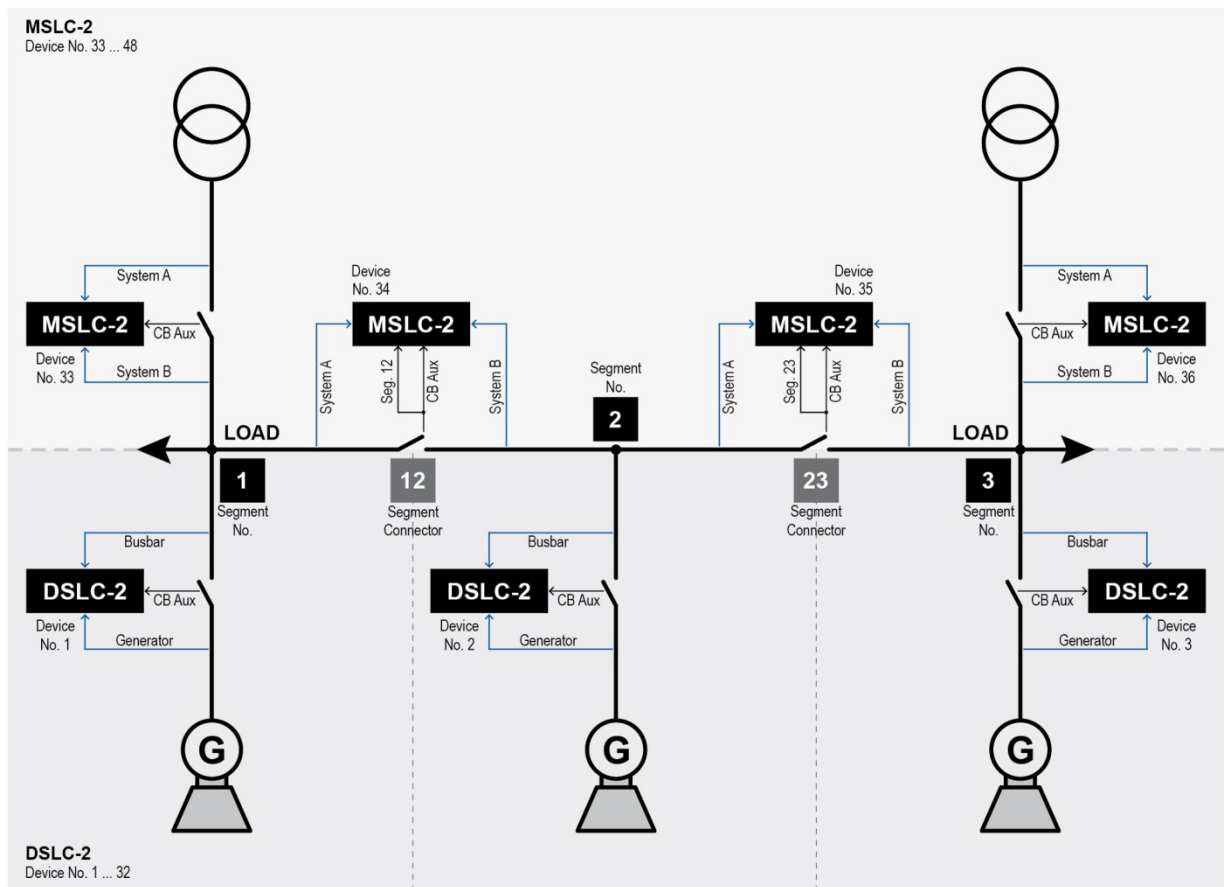 MSLC-2
Device No. 33 ... 48
System A
MSLC-2
CB Aux
Device
No. 33
System B
Device
No. 34
MSLC-2
System A
Seg. 12
CB Aux
System B
Segment
No.
2
Device
No. 35
MSLC-2
System A
Seg. 23
CB Aux
System B
System A
CB Aux
MSLC-2
System B
Device
No. 36
LOAD
LOAD
1
Segment
No.
12
Segment
Connector
23
Segment
Connector
3
Segment
No.
Busbar
DSLC-2
CB Aux
Device
No. 1
Generator
G
Busbar
DSLC-2
CB Aux
Device
No. 2
Generator
G
Busbar
CB Aux
DSLC-2
Generator
Device
No. 3
G
DSLC-2
Device No. 1 ... 32